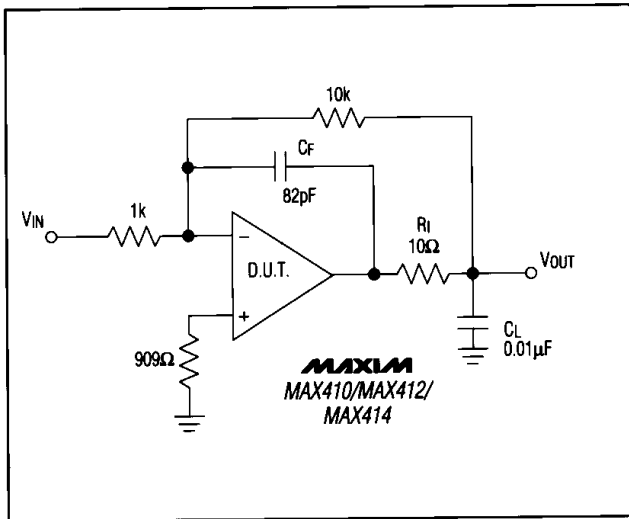 10k
CF
82pF
VIN
1k
−
D.U.T.
+
RI
10Ω
VOUT
CL
0.01μF
909Ω
MAXIM
MAX410/MAX412/
MAX414